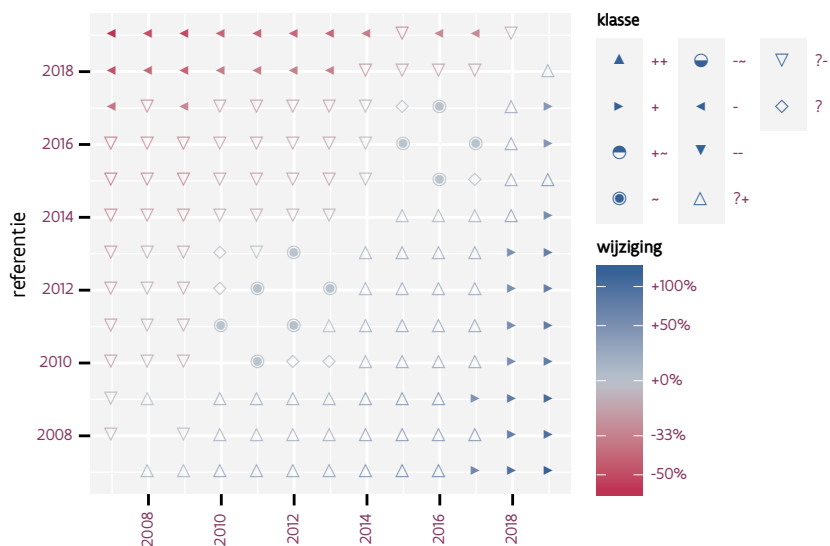 klasse
++ -~ ?-
+ - ?
+~ --
~ ?+
wijziging
+100%
+50%
+0%
-33%
-50%
referentie
2018
2016
2014
2012
2010
2008
2008 2010 2012 2014 2016 2018